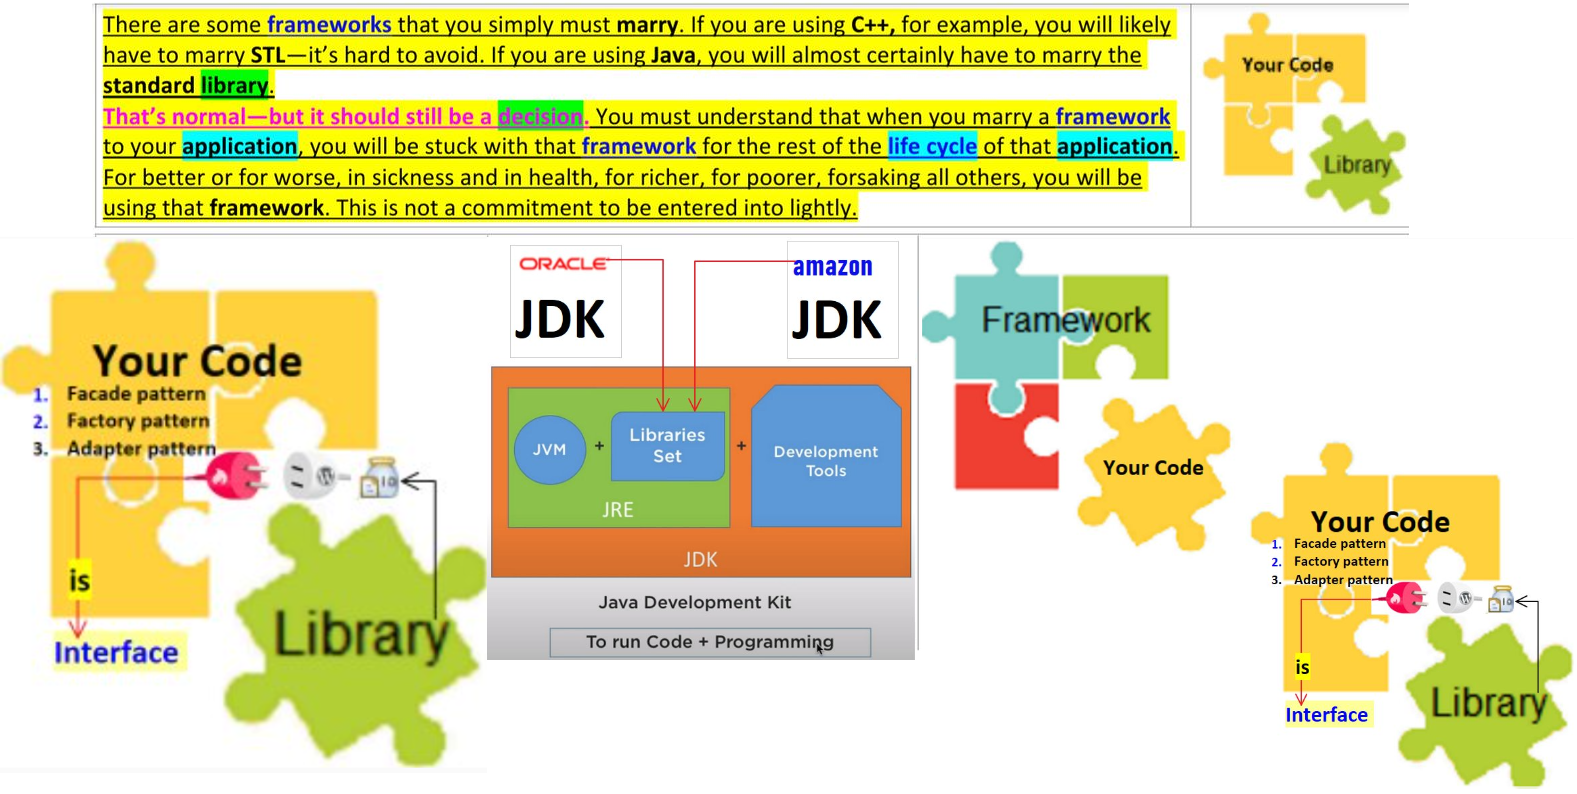 There are some frameworks that you simply must marry. If you are using C++, for example, you will likely
have to marry STL—it’s hard to avoid. If you are using Java, you will almost certainly have to marry the
standard library.
That’s normal—but it should still be a decision. You must understand that when you marry a framework
to your application, you will be stuck with that framework for the rest of the life cycle of that application.
For better or for worse, in sickness and in health, for richer, for poorer, forsaking all others, you will be
using that framework. This is not a commitment to be entered into lightly.
Your Code
Library
Your Code
1. Facade pattern
2. Factory pattern
3. Adapter pattern
is
Interface
Library
ORACLE
JDK
amazon
JDK
JVM
+
Libraries
Set
+
Development
Tools
JRE
JDK
Java Development Kit
To run Code + Programming
Framework
Your Code
Your Code
1. Facade pattern
2. Factory pattern
3. Adapter pattern
is
Interface
Library